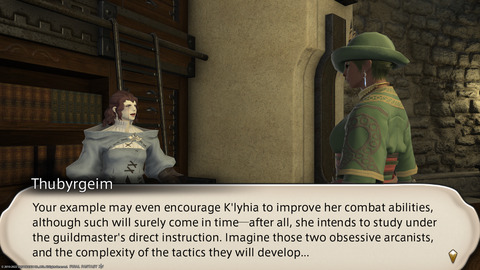 Thubyrgeim
Your example may even encourage K'lyhia to improve her combat abilities,
although such will surely come in time—after all, she intends to study under
the guildmaster's direct instruction. Imagine those two obsessive arcanists,
and the complexity of the tactics they will develop...